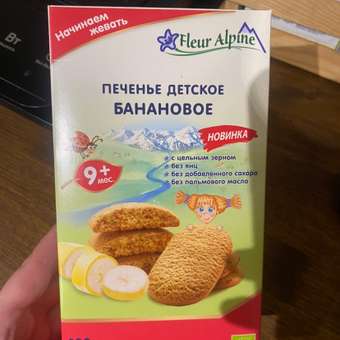 Вт
Начинаем
жевать
Fleur Alpine
ПЕЧЕНЬЕ ДЕТСКОЕ
БАНАНОВОЕ
НОВИНКА
с цельным зерном
без яиц
без добавленного сахара
без пальмового масла
9+
мес.